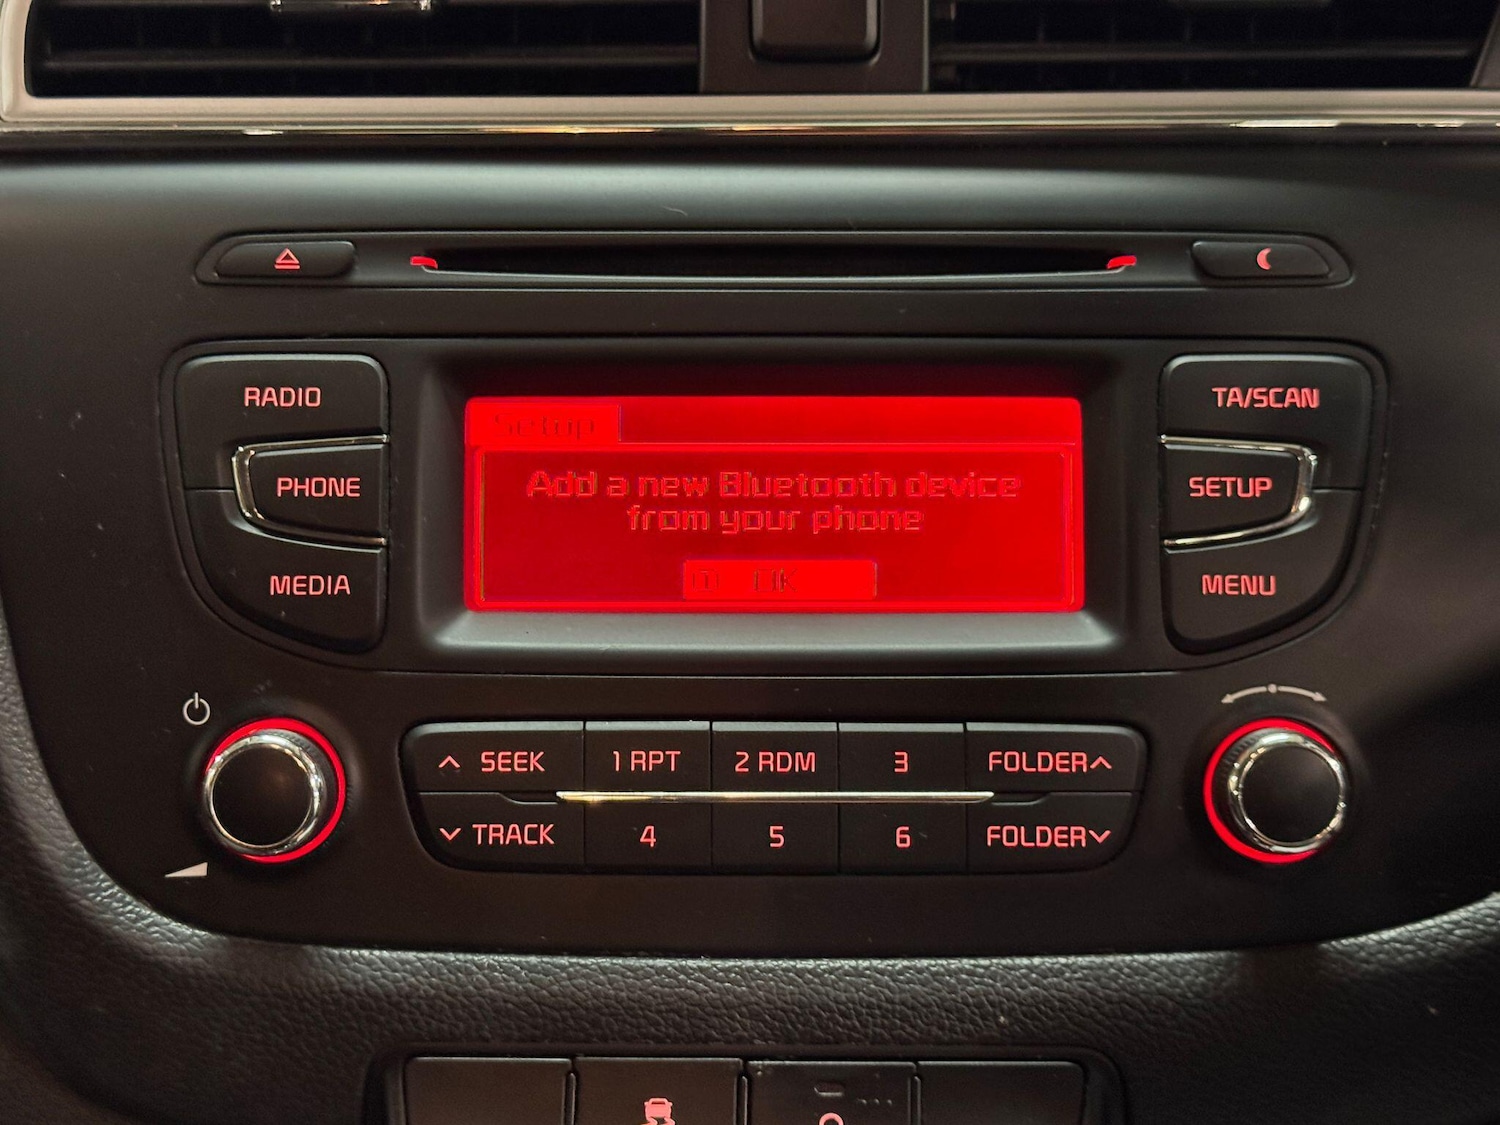 RADIO
PHONE
MEDIA
Setup
Add a new Bluetooth device
from your phone
① OK
TA/SCAN
SETUP
MENU
SEEK
1 RPT
2 RDM
3
FOLDER
TRACK
4
5
6
FOLDER